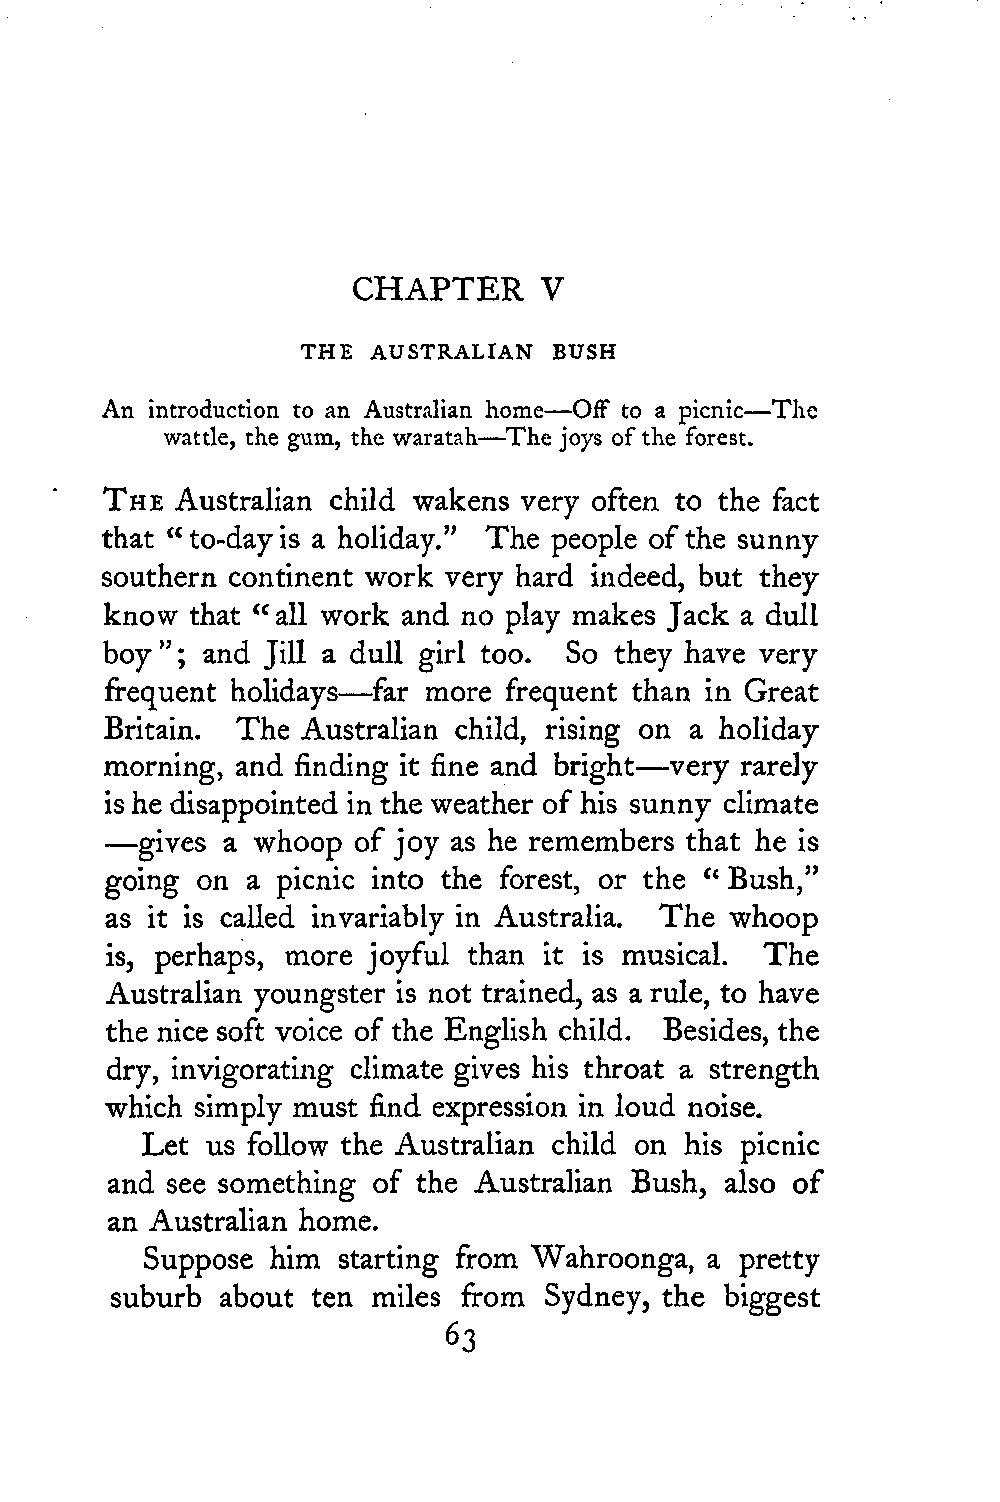 CHAPTER V
THE AUSTRALIAN BUSH
An introduction to an Australian home—Off to a picnic—The
wattle, the gum, the waratah—The joys of the forest.
THE Australian child wakens very often to the fact
that “to-day is a holiday.” The people of the sunny
southern continent work very hard indeed, but they
know that “all work and no play makes Jack a dull
boy”; and Jill a dull girl too. So they have very
frequent holidays—far more frequent than in Great
Britain. The Australian child, rising on a holiday
morning, and finding it fine and bright—very rarely
is he disappointed in the weather of his sunny climate
—gives a whoop of joy as he remembers that he is
going on a picnic into the forest, or the “Bush,”
as it is called invariably in Australia. The whoop
is, perhaps, more joyful than it is musical. The
Australian youngster is not trained, as a rule, to have
the nice soft voice of the English child. Besides, the
dry, invigorating climate gives his throat a strength
which simply must find expression in loud noise.
Let us follow the Australian child on his picnic
and see something of the Australian Bush, also of
an Australian home.
Suppose him starting from Wahroonga, a pretty
suburb about ten miles from Sydney, the biggest
63